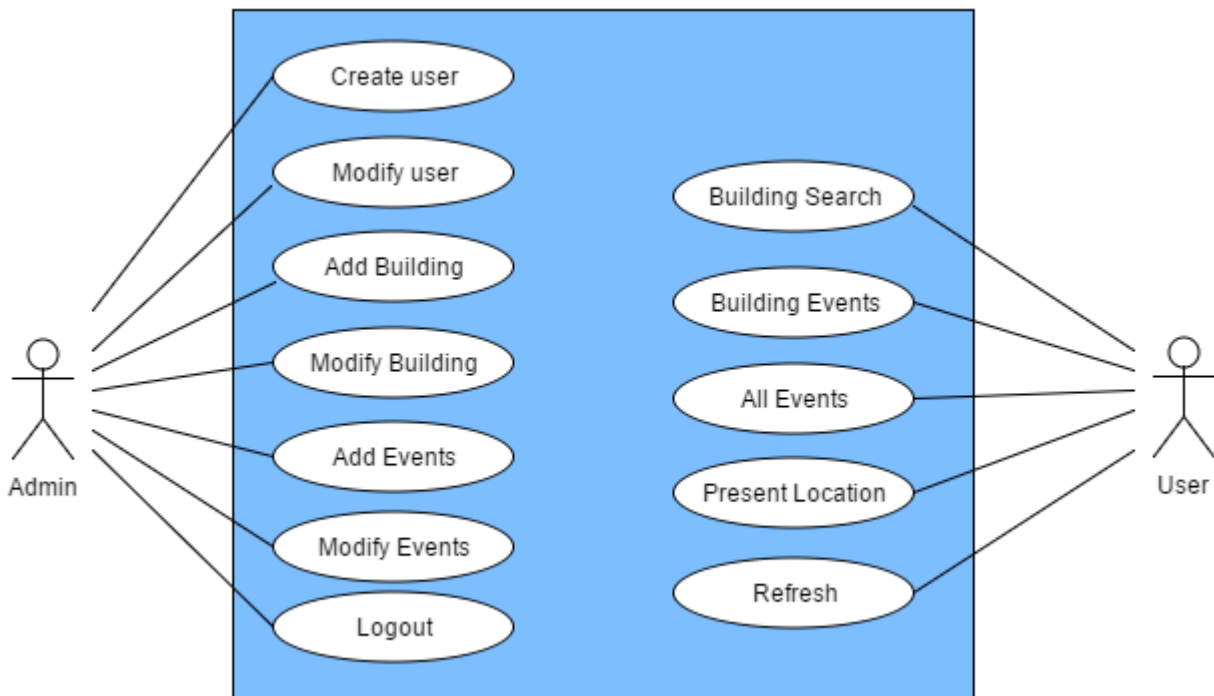 Create user
Modify user
Add Building
Modify Building
Add Events
Modify Events
Logout
Admin
Building Search
Building Events
All Events
Present Location
Refresh
User